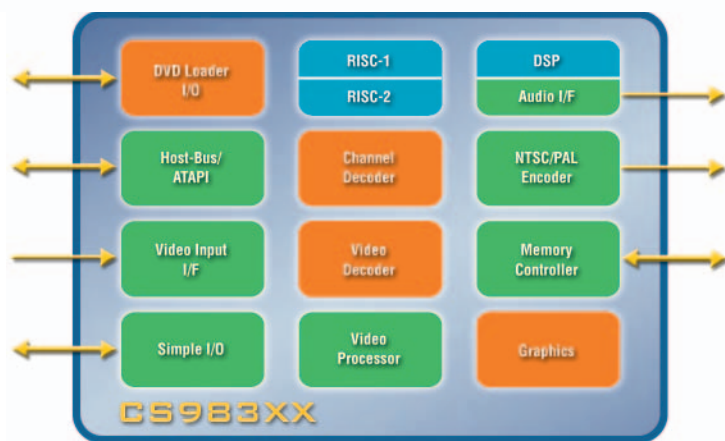 DVD Loader
I/O
RISC-1
RISC-2
DSP
Audio I/F
Host-Bus/
ATAPI
Channel
Decoder
NTSC/PAL
Encoder
Video Input
I/F
Video
Decoder
Memory
Controller
Simple I/O
Video
Processor
Graphics
CS983XX